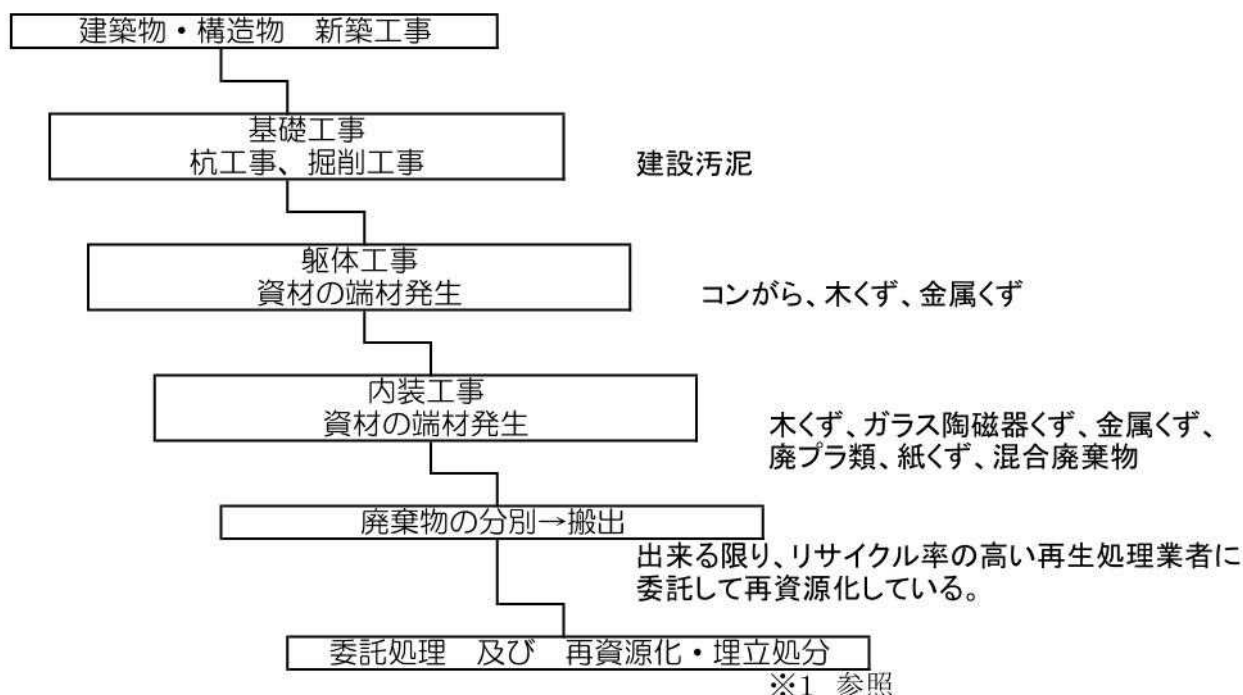 建築物・構造物　新築工事
基礎工事
杭工事、掘削工事
建設汚泥
躯体工事
資材の端材発生
コンがら、木くず、金属くず
内装工事
資材の端材発生
木くず、ガラス陶磁器くず、金属くず、
廃プラ類、紙くず、混合廃棄物
廃棄物の分別→搬出
出来る限り、リサイクル率の高い再生処理業者に
委託して再資源化している。
委託処理　及び　再資源化・埋立処分
※1　参照